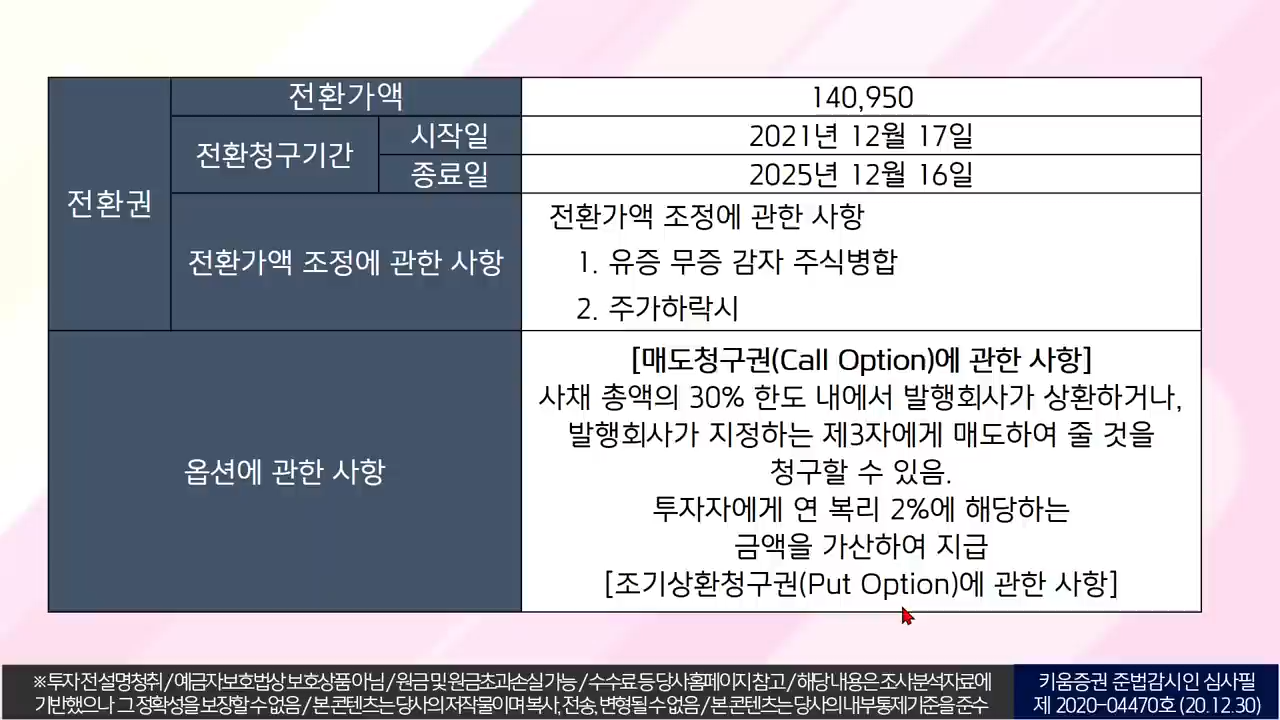 전환권
전환가액
140,950
전환청구기간
시작일
2021년 12월 17일
종료일
2025년 12월 16일
전환가액 조정에 관한 사항
전환가액 조정에 관한 사항
1. 유증 무증 감자 주식병합
2. 주가하락시
옵션에 관한 사항
[매도청구권(Call Option)에 관한 사항]
사채 총액의 30% 한도 내에서 발행회사가 상환하거나,
발행회사가 지정하는 제3자에게 매도하여 줄 것을
청구할 수 있음.
투자자에게 연 복리 2%에 해당하는
금액을 가산하여 지급
[조기상환청구권(Put Option)에 관한 사항]
※투자 전 설명청취 / 예금자보호법상 보호상품 아님 / 원금 및 원금초과손실 가능 / 수수료 등 당사홈페이지 참고 / 해당 내용은 조사분석자료에
기반했으나 그 정확성을 보장할 수 없음 / 본 콘텐츠는 당사의 저작물이며 복사, 전송, 변형될 수 없음 / 본 콘텐츠는 당사의 내부통제기준을 준수
키움증권 준법감시인 심사필
제 2020-04470호 (20.12.30)